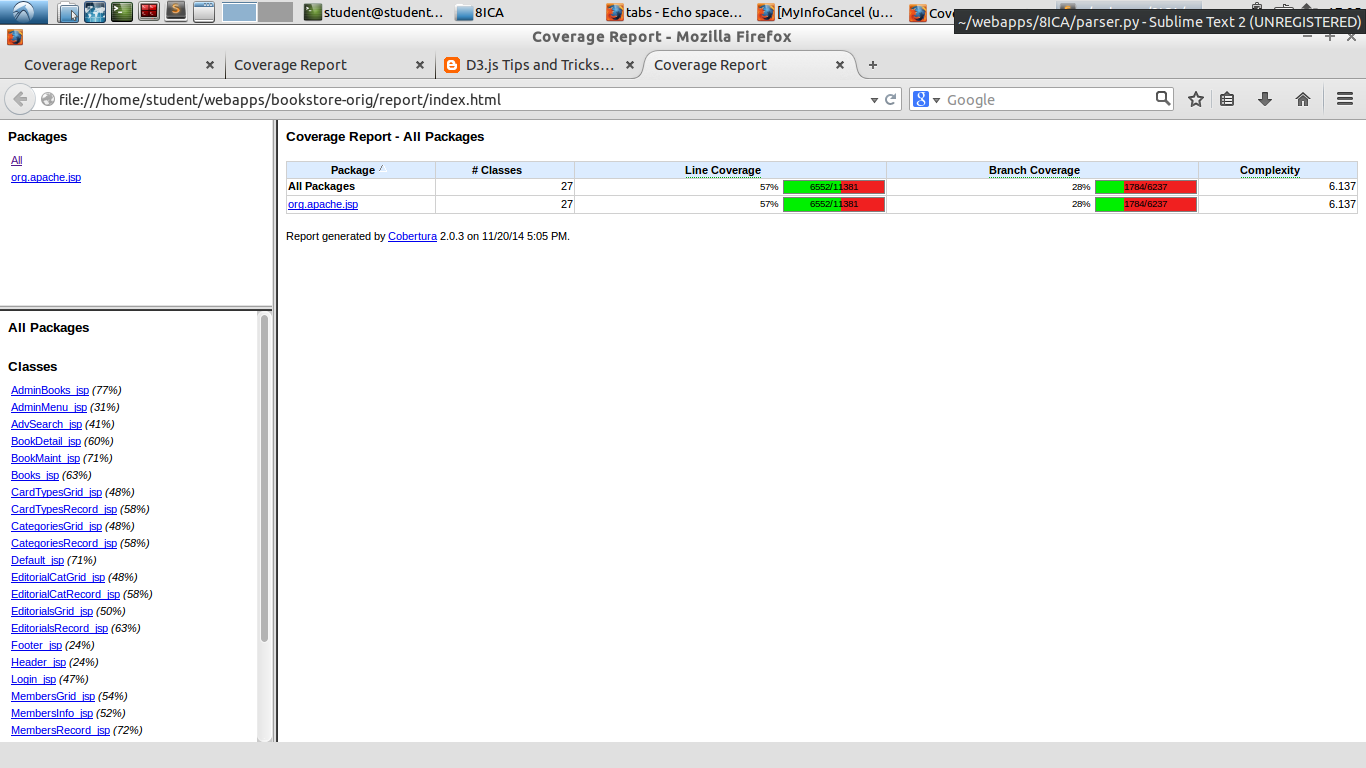 student@student...
8ICA
tabs - Echo space...
[MyInfoCancel (u...
Cov
~/webapps/8ICA/parser.py - Sublime Text 2 (UNREGISTERED)
Coverage Report - Mozilla Firefox
Coverage Report
Coverage Report
D3.js Tips and Tricks...
Coverage Report
file:///home/student/webapps/bookstore-orig/report/index.html
Google
Packages
All
org.apache.jsp
All Packages
Classes
AdminBooks_jsp (77%)
AdminMenu_jsp (31%)
AdvSearch_jsp (41%)
BookDetail_jsp (60%)
BookMaint_jsp (71%)
Books_jsp (63%)
CardTypesGrid_jsp (48%)
CardTypesRecord_jsp (58%)
CategoriesGrid_jsp (48%)
CategoriesRecord_jsp (58%)
Default_jsp (71%)
EditorialCatGrid_jsp (48%)
EditorialCatRecord_jsp (58%)
EditorialsGrid_jsp (50%)
EditorialsRecord_jsp (63%)
Footer_jsp (24%)
Header_jsp (24%)
Login_jsp (47%)
MembersGrid_jsp (54%)
MembersInfo_jsp (52%)
MembersRecord_jsp (72%)
Coverage Report - All Packages
Package # Classes Line Coverage Branch Coverage Complexity
All Packages 27 57% 6552/11381 28% 1784/6237 6.137
org.apache.jsp 27 57% 6552/11381 28% 1784/6237 6.137
Report generated by Cobertura 2.0.3 on 11/20/14 5:05 PM.